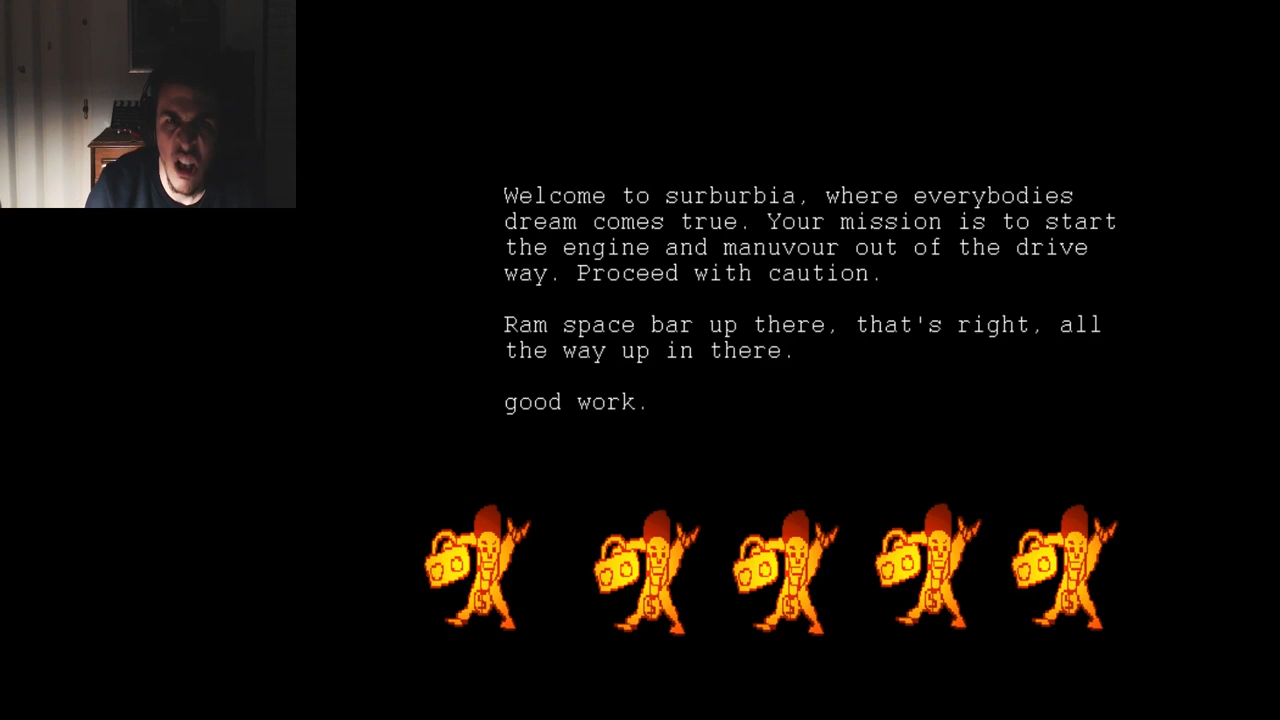 Welcome to surburbia, where everybodies
dream comes true. Your mission is to start
the engine and manuvour out of the drive
way. Proceed with caution.
Ram space bar up there, that's right, all
the way up in there.
good work.